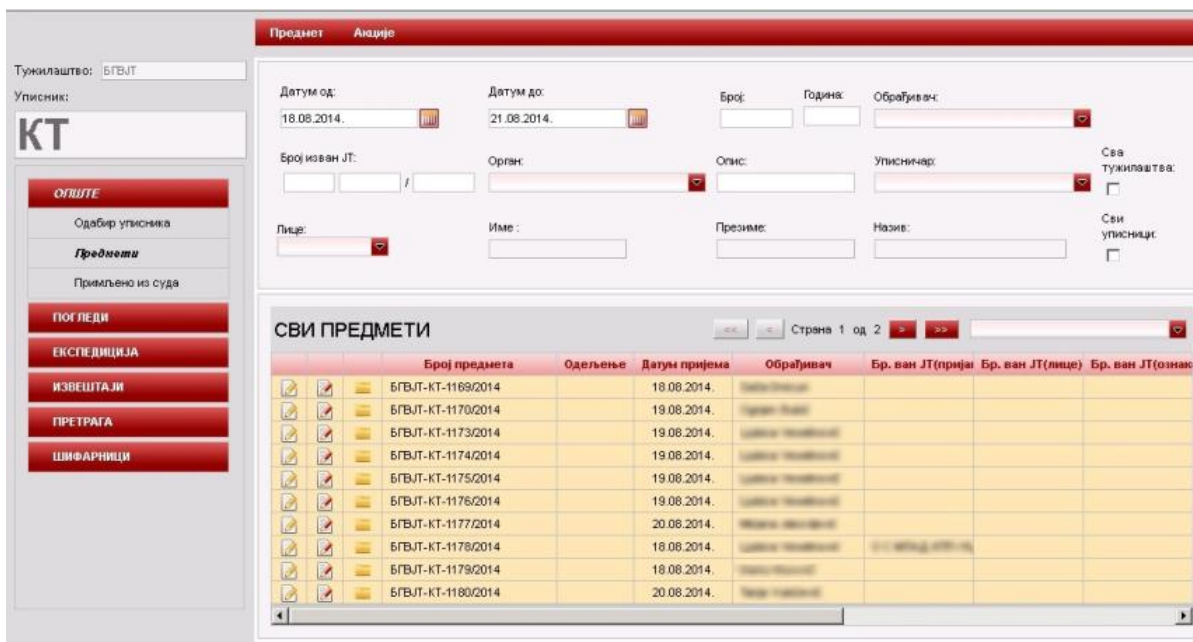 Предмет Акције
Тужилаштво: БГВЈТ
Уписник:
КТ
ОПШТЕ
Одабир уписника
Предмети
Примљено из суда
ПОГЛЕДИ
ЕКСПЕДИЦИЈА
ИЗВЕШТАЈИ
ПРЕТРАГА
ШИФАРНИЦИ
Датум од: Датум до: Број: Година: Обрађивач:
18.08.2014. 21.08.2014.
Број изван ЈТ: Орган: Опис: Уписничар: Сва тужилаштва:
/
Лице: Име : Презиме: Назив: Сви уписници:
СВИ ПРЕДМЕТИ << < Страна 1 од 2 > >>
Број предмета Одељење Датум пријема Обрађивач Бр. ван ЈТ(прија Бр. ван ЈТ(лице) Бр. ван ЈТ(ознак
БГВЈТ-КТ-1169/2014 18.08.2014.
БГВЈТ-КТ-1170/2014 19.08.2014.
БГВЈТ-КТ-1173/2014 19.08.2014.
БГВЈТ-КТ-1174/2014 19.08.2014.
БГВЈТ-КТ-1175/2014 19.08.2014.
БГВЈТ-КТ-1176/2014 19.08.2014.
БГВЈТ-КТ-1177/2014 20.08.2014.
БГВЈТ-КТ-1178/2014 18.08.2014.
БГВЈТ-КТ-1179/2014 18.08.2014.
БГВЈТ-КТ-1180/2014 20.08.2014.